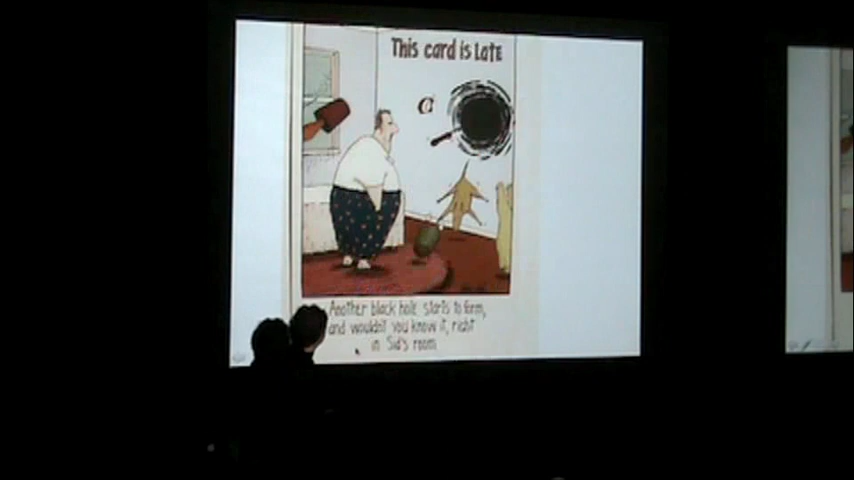 This card is Late
Another black hole starts to form,
and wouldn't you know it, right
in Sid's room